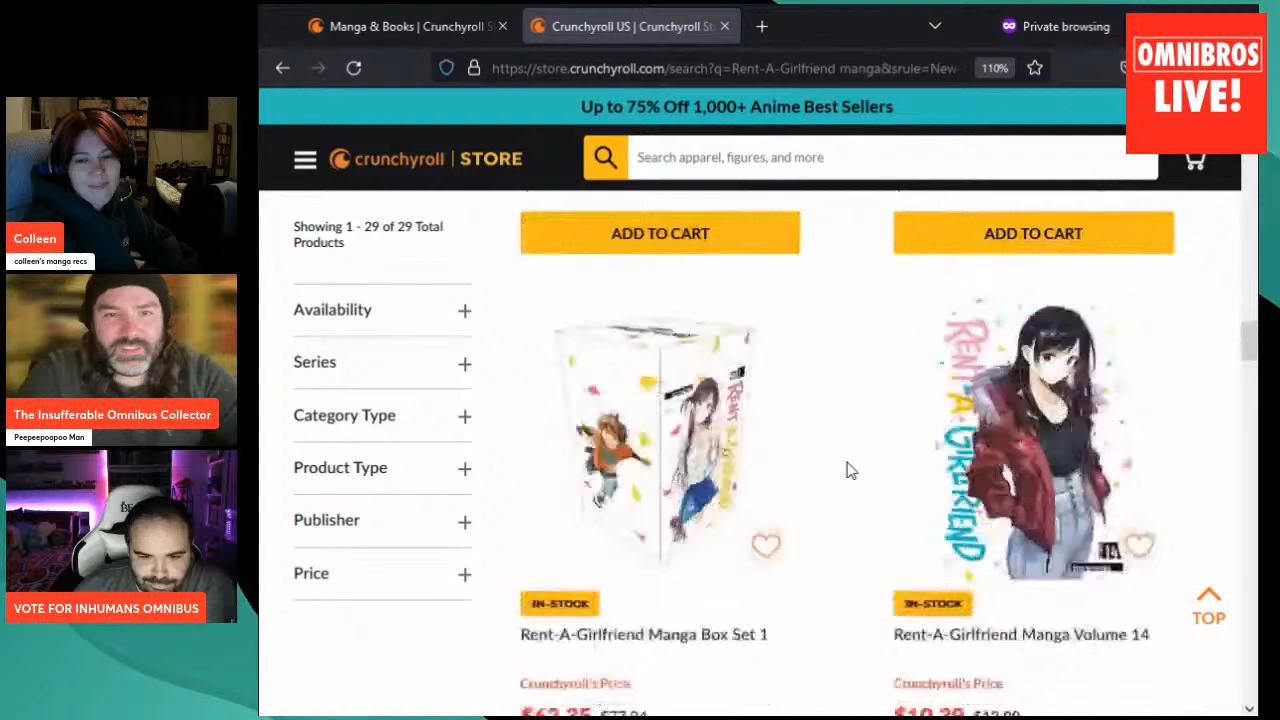 Manga & Books | Crunchyroll S
Crunchyroll US | Crunchyroll St
Private browsing
https://store.crunchyroll.com/search?q=Rent-A-Girlfriend manga&srule=New-
110%
OMNIBROS
LIVE!
Up to 75% Off 1,000+ Anime Best Sellers
crunchyroll | STORE
Search apparel, figures, and more
Showing 1 - 29 of 29 Total
Products
ADD TO CART
ADD TO CART
Availability
Series
Category Type
Product Type
Publisher
Price
RENT-A-GIRLFRIEND
IN-STOCK
IN-STOCK
Rent-A-Girlfriend Manga Box Set 1
Rent-A-Girlfriend Manga Volume 14
Crunchyroll's Price
Crunchyroll's Price
TOP
Colleen
colleen's manga recs
The Insufferable Omnibus Collector
Peepeepoopoo Man
VOTE FOR INHUMANS OMNIBUS